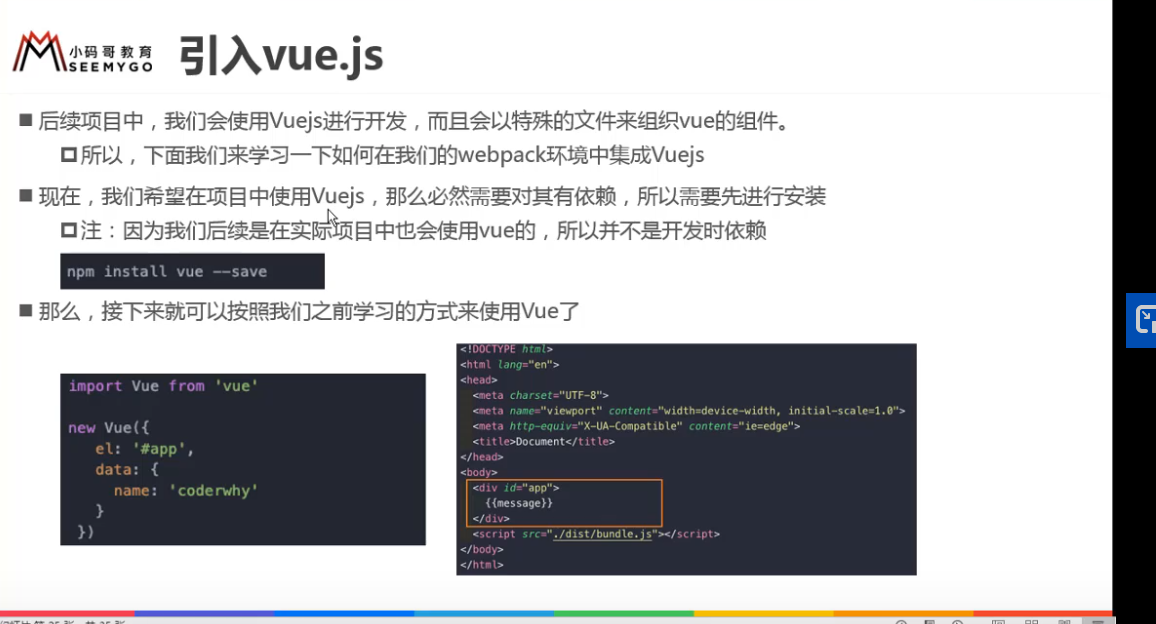 小码哥教育
SEEMYGO
引入vue.js
后续项目中，我们会使用Vuejs进行开发，而且会以特殊的文件来组织vue的组件。
所以，下面我们来学习一下如何在我们的webpack环境中集成Vuejs
现在，我们希望在项目中使用Vuejs，那么必然需要对其有依赖，所以需要先进行安装
注：因为我们后续是在实际项目中也会使用vue的，所以并不是开发时依赖
npm install vue --save
那么，接下来就可以按照我们之前学习的方式来使用Vue了
import Vue from 'vue'
new Vue({
el: '#app',
data: {
name: 'coderwhy'
}
})
<!DOCTYPE html>
<html lang="en">
<head>
<meta charset="UTF-8">
<meta name="viewport" content="width=device-width, initial-scale=1.0">
<meta http-equiv="X-UA-Compatible" content="ie=edge">
<title>Document</title>
</head>
<body>
<div id="app">
{{message}}
</div>
<script src="./dist/bundle.js"></script>
</body>
</html>